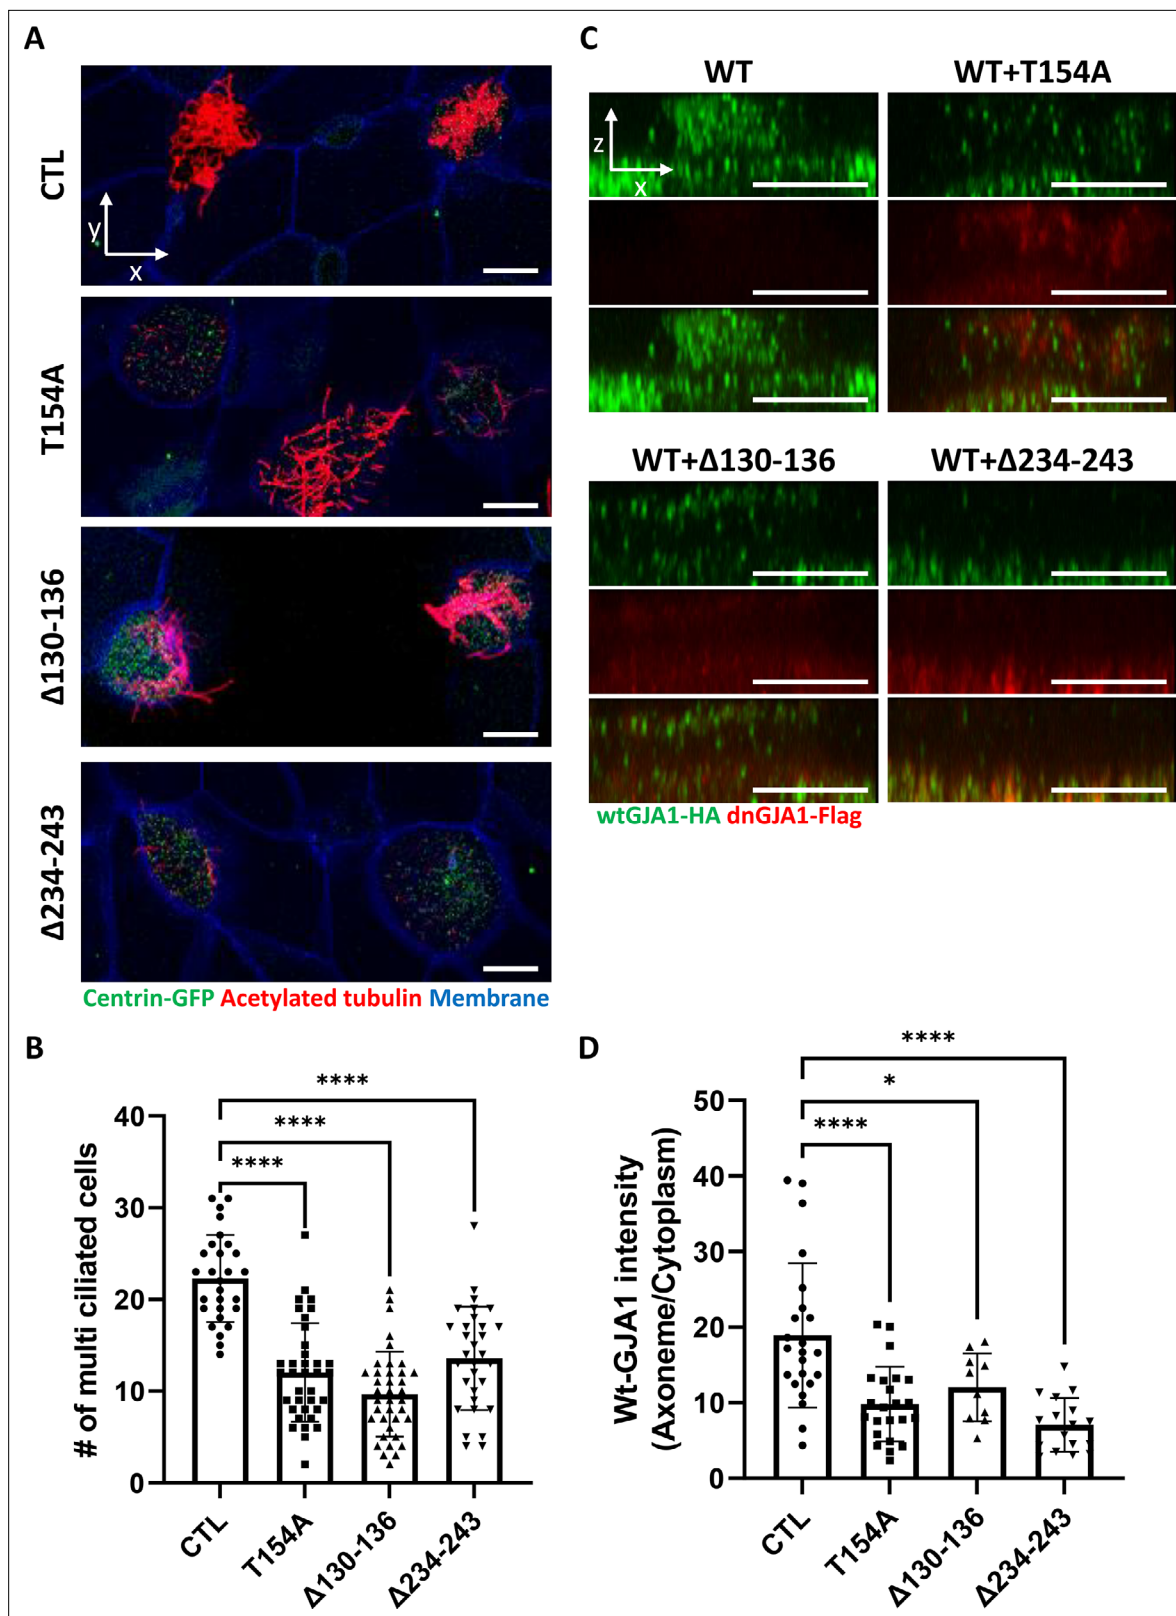 A
CTL
y
x
T154A
Δ130-136
Δ234-243
Centrin-GFP Acetylated tubulin Membrane
C
WT WT+T154A
z
x
WT+Δ130-136 WT+Δ234-243
wtGJA1-HA dnGJA1-Flag
B
# of multi ciliated cells
40
30
20
10
0
****
****
****
CTL
T154A
Δ130-136
Δ234-243
D
Wt-GJA1 intensity
(Axoneme/Cytoplasm)
50
40
30
20
10
0
****
*
****
CTL
T154A
Δ130-136
Δ234-243